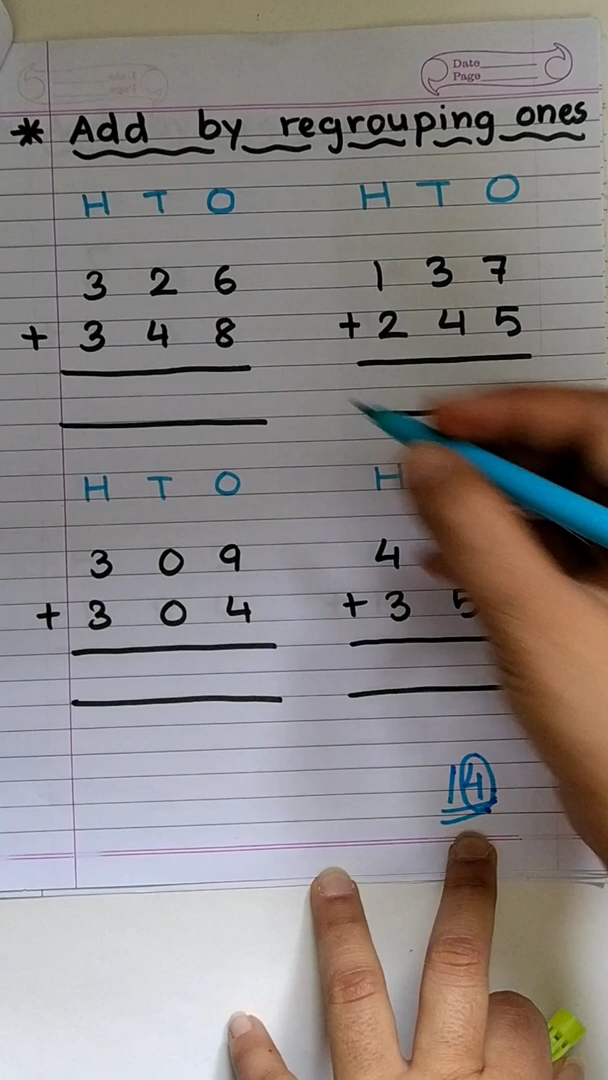 Date
Page
* Add by regrouping ones
H T O
3 2 6
+ 3 4 8
H T O
1 3 7
+ 2 4 5
H T O
3 0 9
+ 3 0 4
H
4
+ 3 5
14